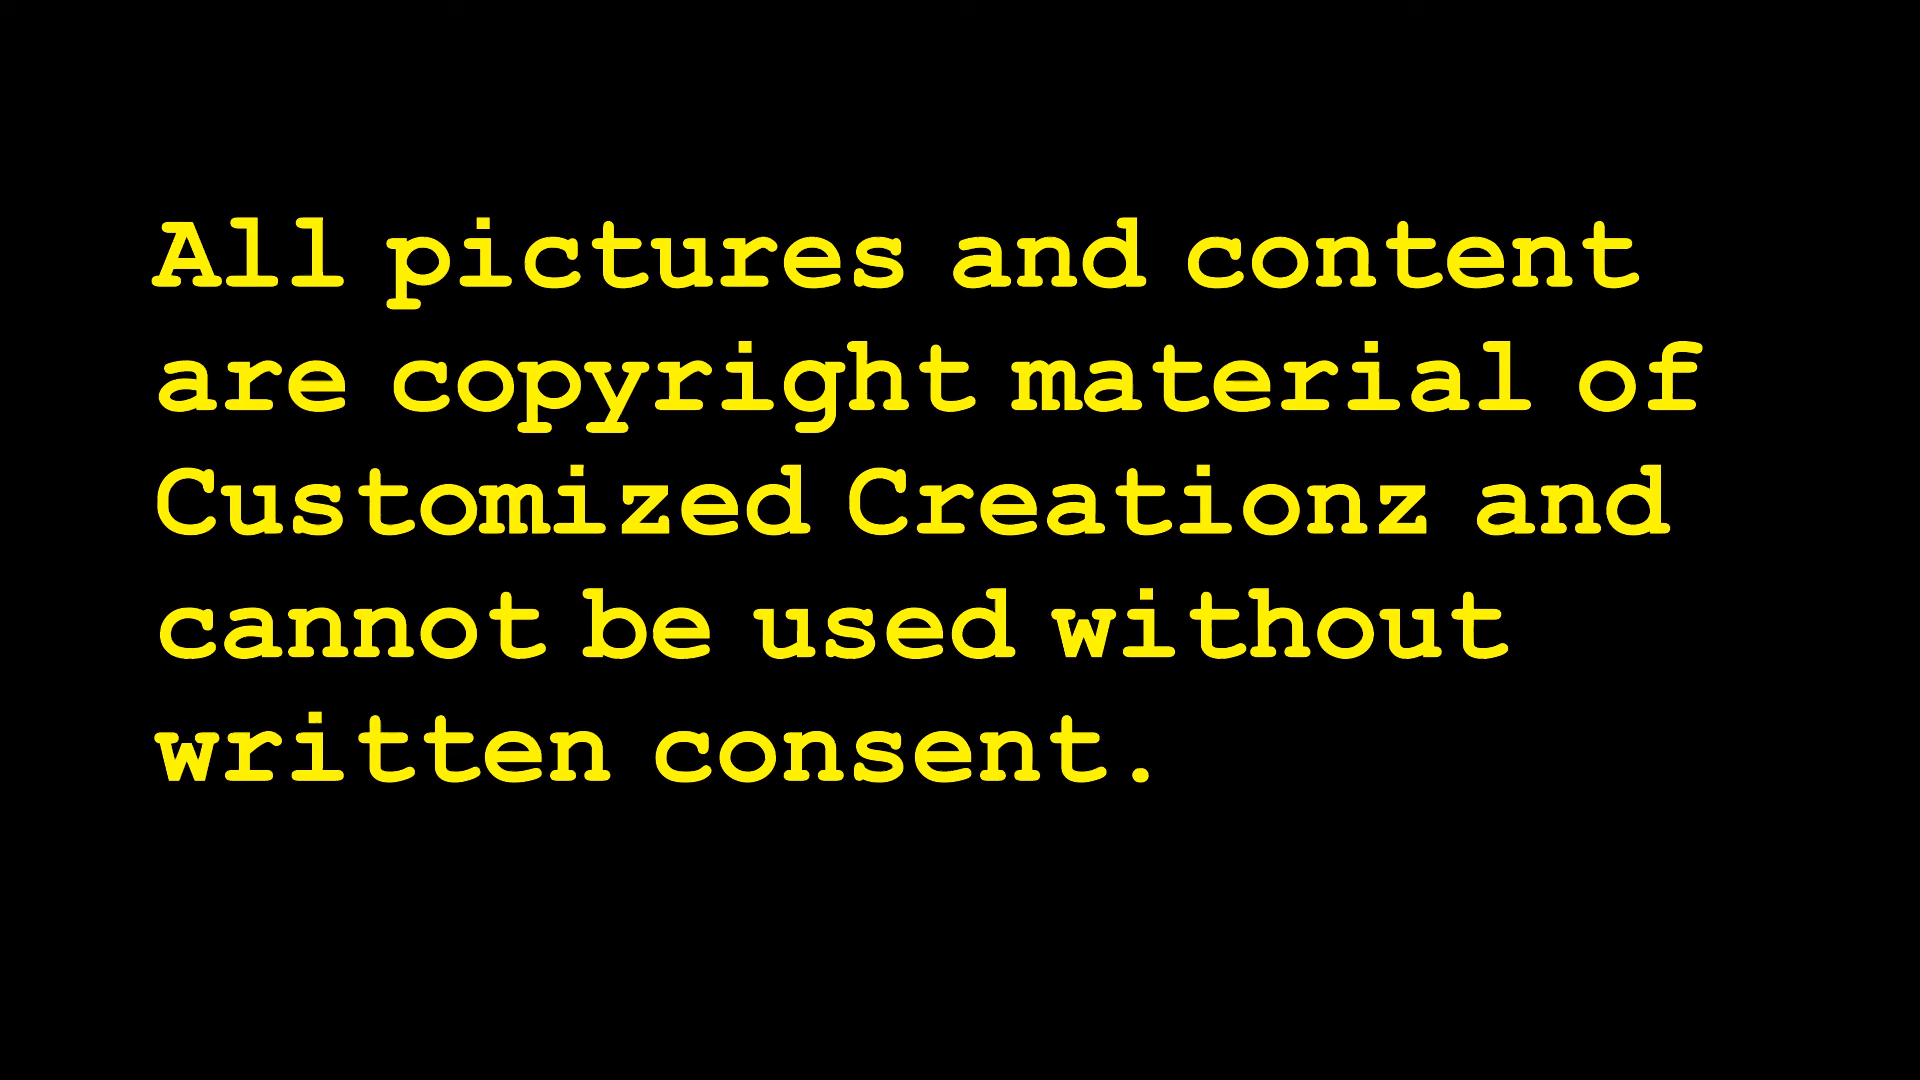 All pictures and content
are copyright material of
Customized Creationz and
cannot be used without
written consent.